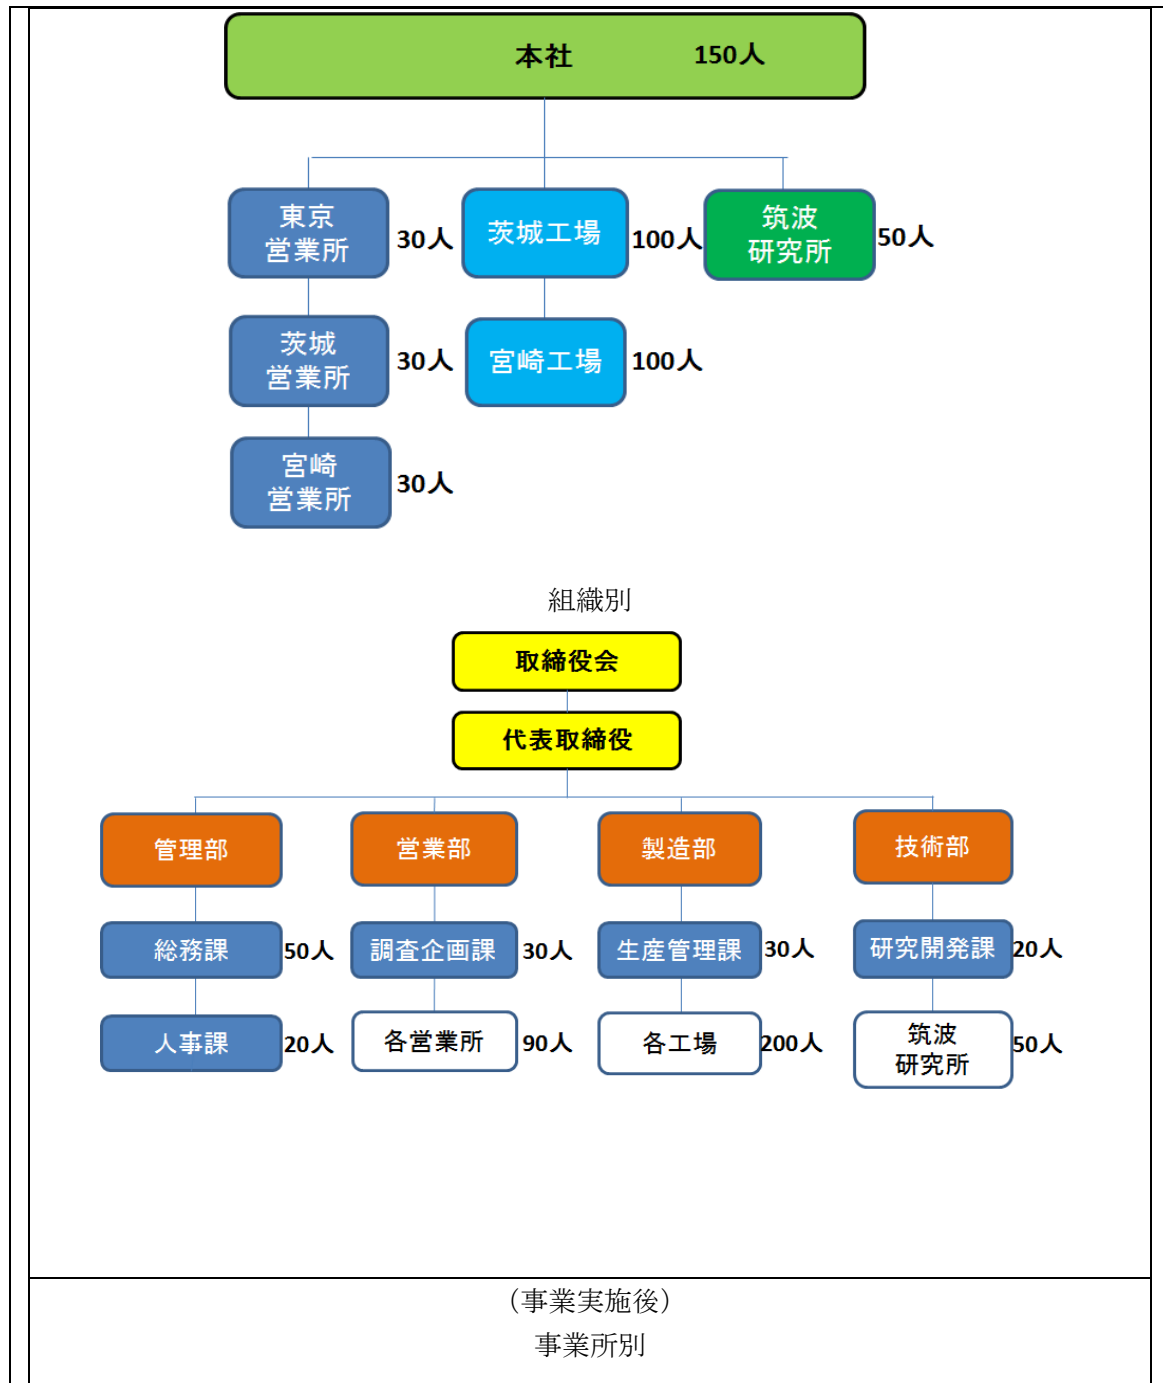 本社 150人
東京
営業所
30人
茨城工場
100人
筑波
研究所
50人
茨城
営業所
30人
宮崎工場
100人
宮崎
営業所
30人
組織別
取締役会
代表取締役
管理部
営業部
製造部
技術部
総務課
50人
調査企画課
30人
生産管理課
30人
研究開発課
20人
人事課
20人
各営業所
90人
各工場
200人
筑波
研究所
50人
（事業実施後）
事業所別